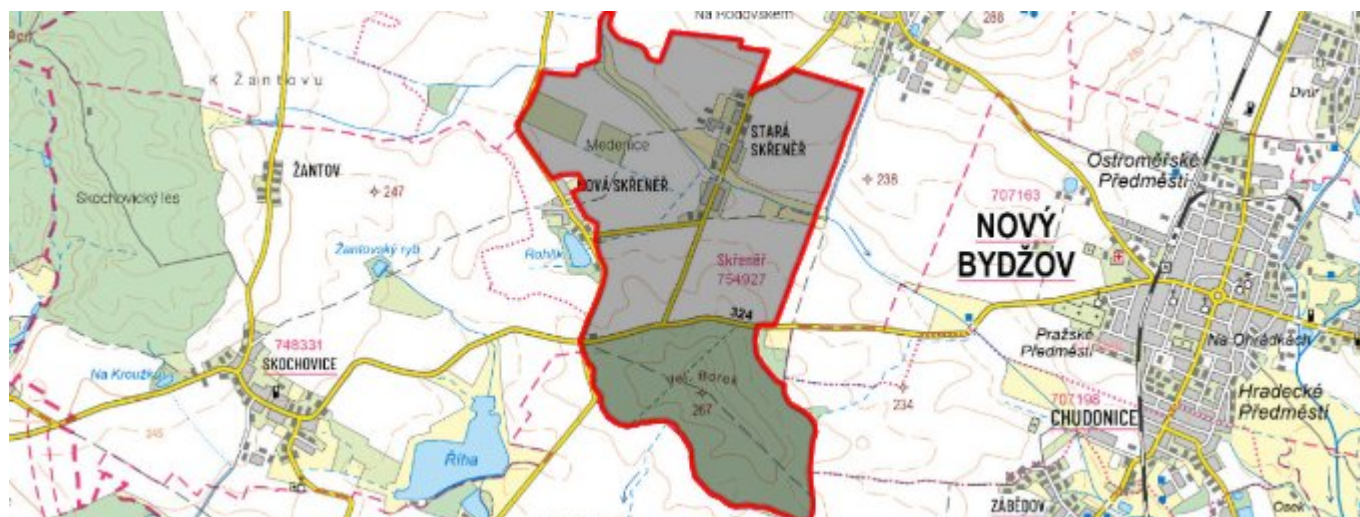 Na Rodovském
288
K Žantovu
Dvůr
STARÁ
SKŘENĚŘ
Medenice
Ostroměřské
Předměstí
ŽANTOV
NOVÁ SKŘENĚŘ
238
247
707163
Skochovický les
NOVÝ
BYDŽOV
Žantovský ryb
Rohlík
Skřeněř
754927
324
Pražské
Předměstí
Na Ohrádkách
748331
SKOCHOVICE
Na Kroužku
267
234
707198
CHUDONICE
Hradecké
Předměstí
245
Říha
ZÁBĚDOV
Osek